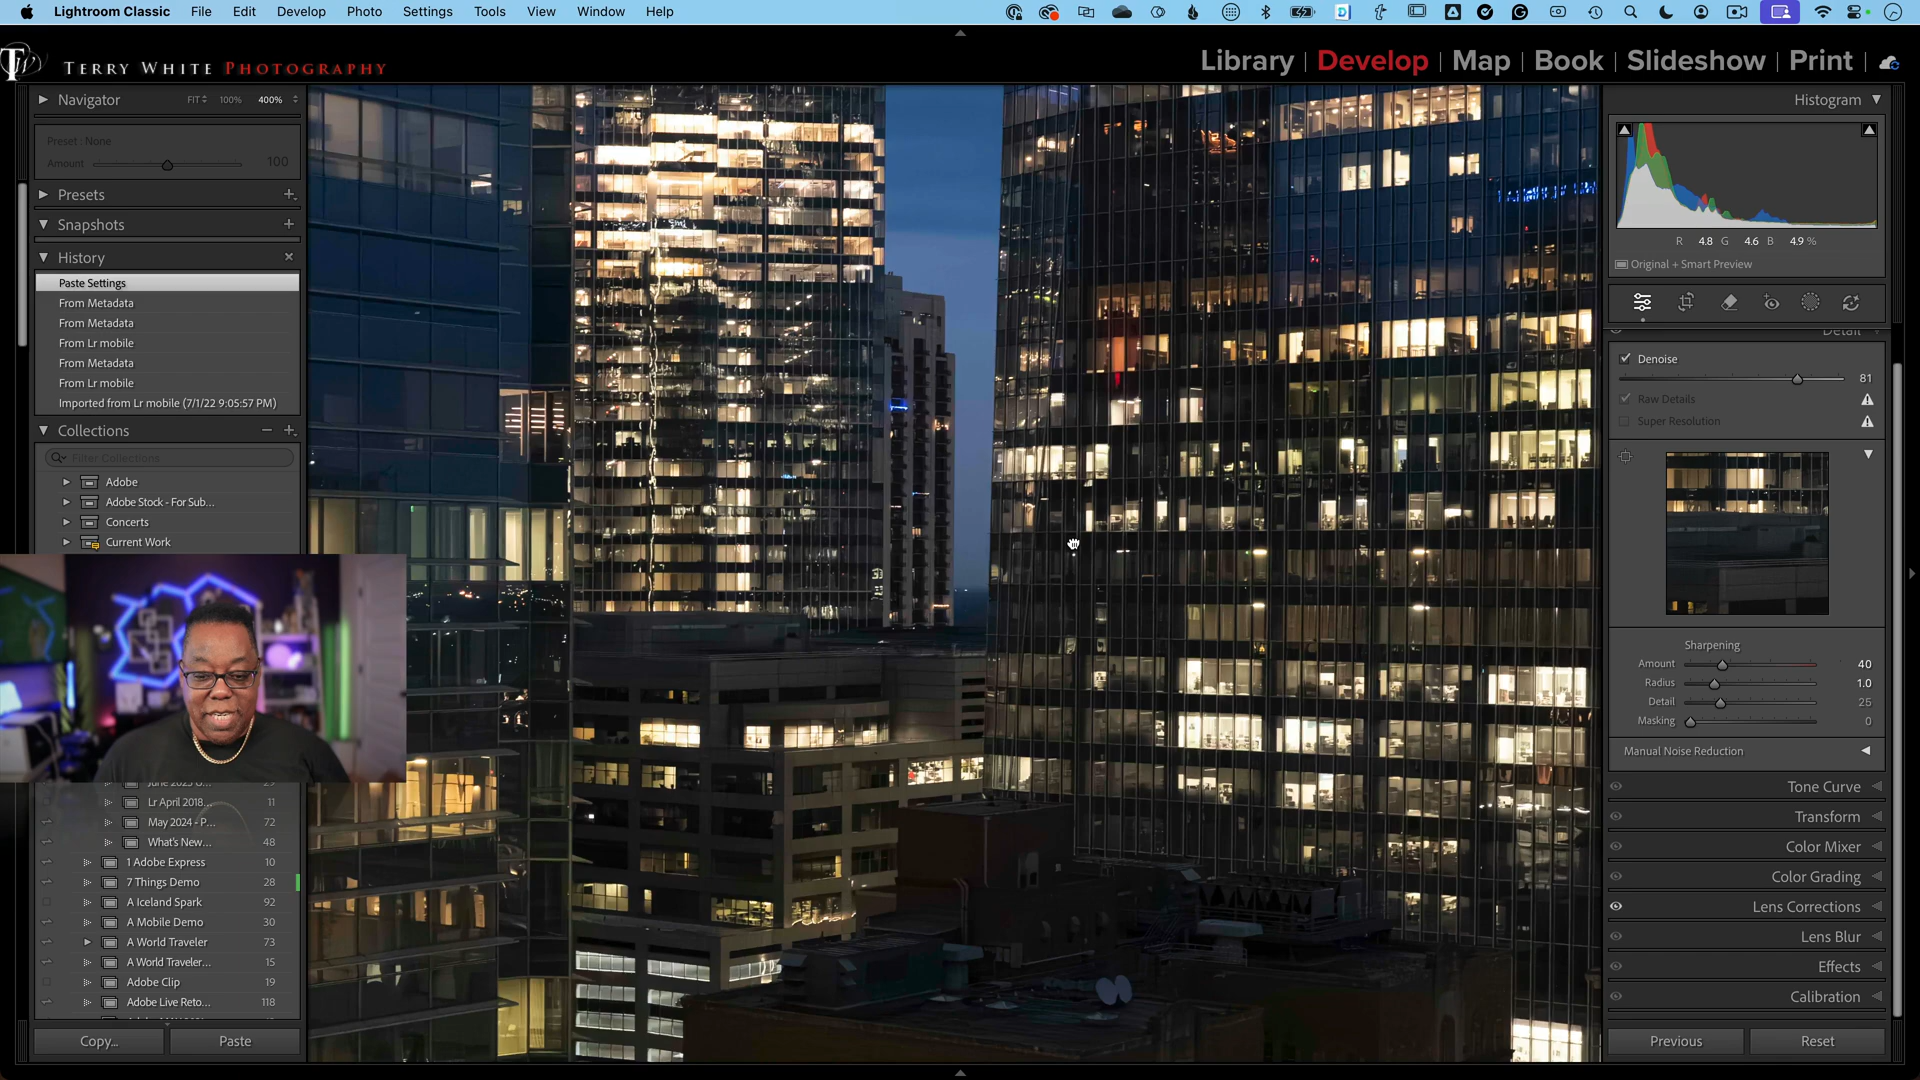 Lightroom Classic File Edit Develop Photo Settings Tools View Window Help
TERRY WHITE PHOTOGRAPHY
Library | Develop | Map | Book | Slideshow | Print |
Navigator FIT 100% 400%
Preset : None
Amount 100
Presets
Snapshots
History
Paste Settings
From Metadata
From Metadata
From Lr mobile
From Metadata
From Lr mobile
Imported from Lr mobile (7/1/22 9:05:57 PM)
Collections
Filter Collections
Adobe
Adobe Stock - For Sub...
Concerts
Current Work
Lr April 2018... 11
May 2024 - P... 72
What's New... 48
1 Adobe Express 10
7 Things Demo 28
A Iceland Spark 92
A Mobile Demo 30
A World Traveler 73
A World Traveler... 15
Adobe Clip 19
Adobe Live Reto... 118
Copy... Paste
Histogram
R 4.8 G 4.6 B 4.9 %
Original + Smart Preview
Detail
Denoise
81
Raw Details
Super Resolution
Sharpening
Amount 40
Radius 1.0
Detail 25
Masking 0
Manual Noise Reduction
Tone Curve
Transform
Color Mixer
Color Grading
Lens Corrections
Lens Blur
Effects
Calibration
Previous Reset